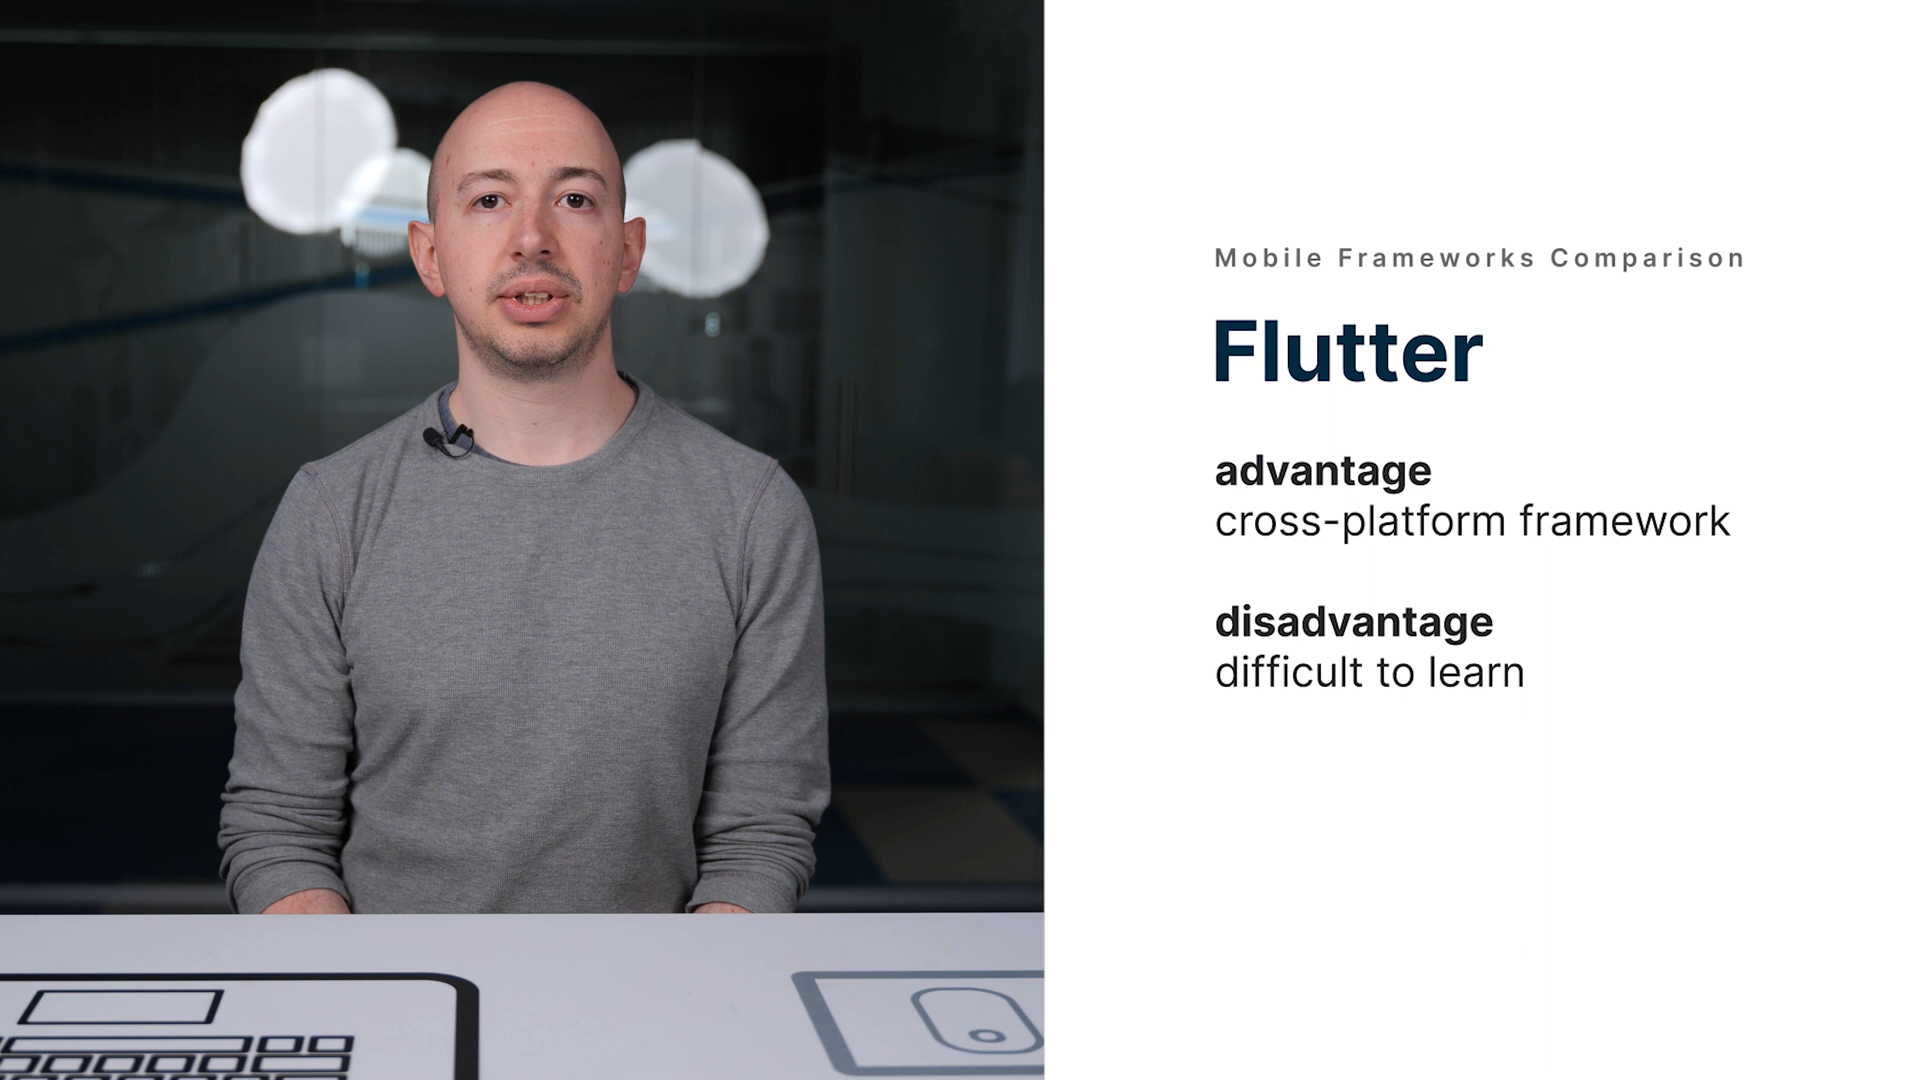 Mobile Frameworks Comparison
Flutter
advantage
cross-platform framework
disadvantage
difficult to learn